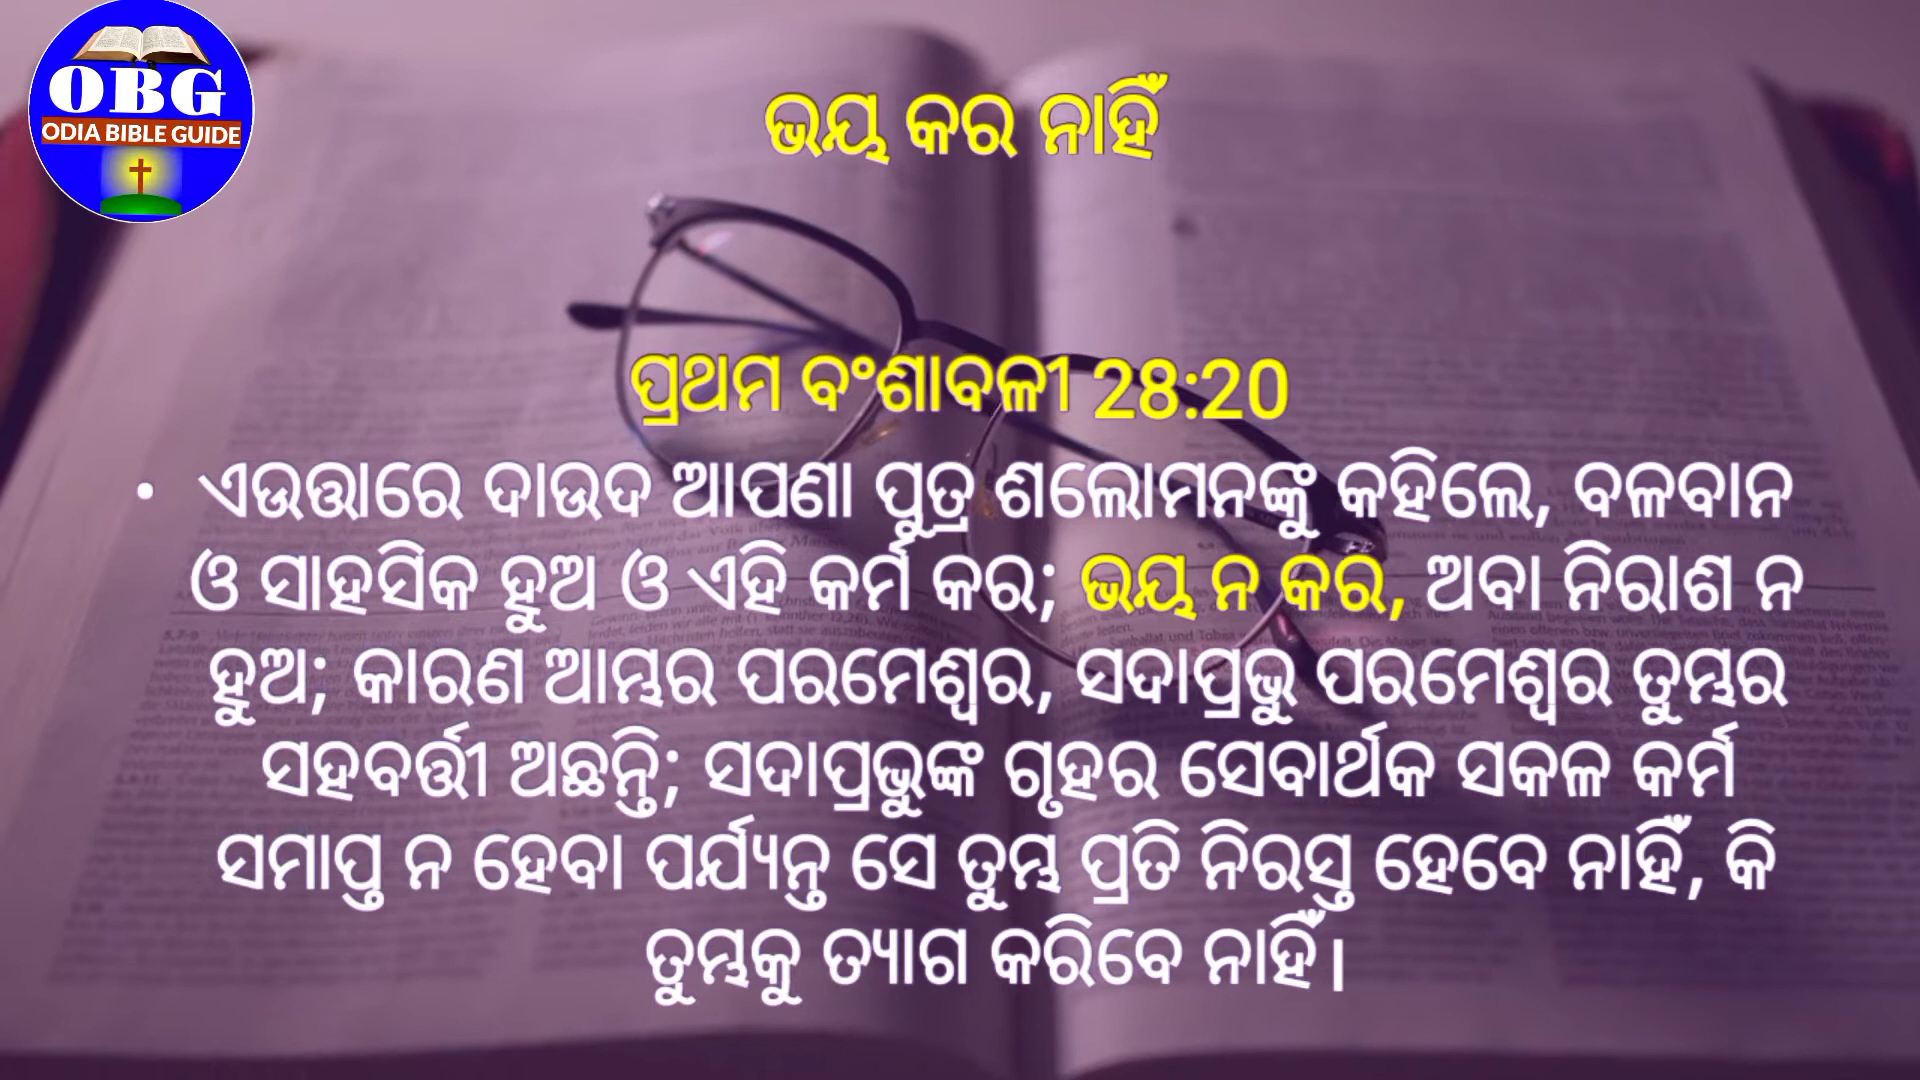 OBG
ODIA BIBLE GUIDE
ଭୟ କର ନାହିଁ
ପ୍ରଥମ ବଂଶାବଳୀ 28:20
• ଏଉତ୍ତାରେ ଦାଉଦ ଆପଣା ପୁତ୍ର ଶଲୋମନଙ୍କୁ କହିଲେ, ବଳବାନ
ଓ ସାହସିକ ହୁଅ ଓ ଏହି କର୍ମ କର; ଭୟ ନ କର, ଅବା ନିରାଶ ନ
ହୁଅ; କାରଣ ଆମ୍ଭର ପରମେଶ୍ୱର, ସଦାପ୍ରଭୁ ପରମେଶ୍ୱର ତୁମ୍ଭର
ସହବର୍ତ୍ତୀ ଅଛନ୍ତି; ସଦାପ୍ରଭୁଙ୍କ ଗୃହର ସେବାର୍ଥକ ସକଳ କର୍ମ
ସମାପ୍ତ ନ ହେବା ପର୍ଯ୍ୟନ୍ତ ସେ ତୁମ୍ଭ ପ୍ରତି ନିରସ୍ତ ହେବେ ନାହିଁ, କି
ତୁମ୍ଭକୁ ତ୍ୟାଗ କରିବେ ନାହିଁ।